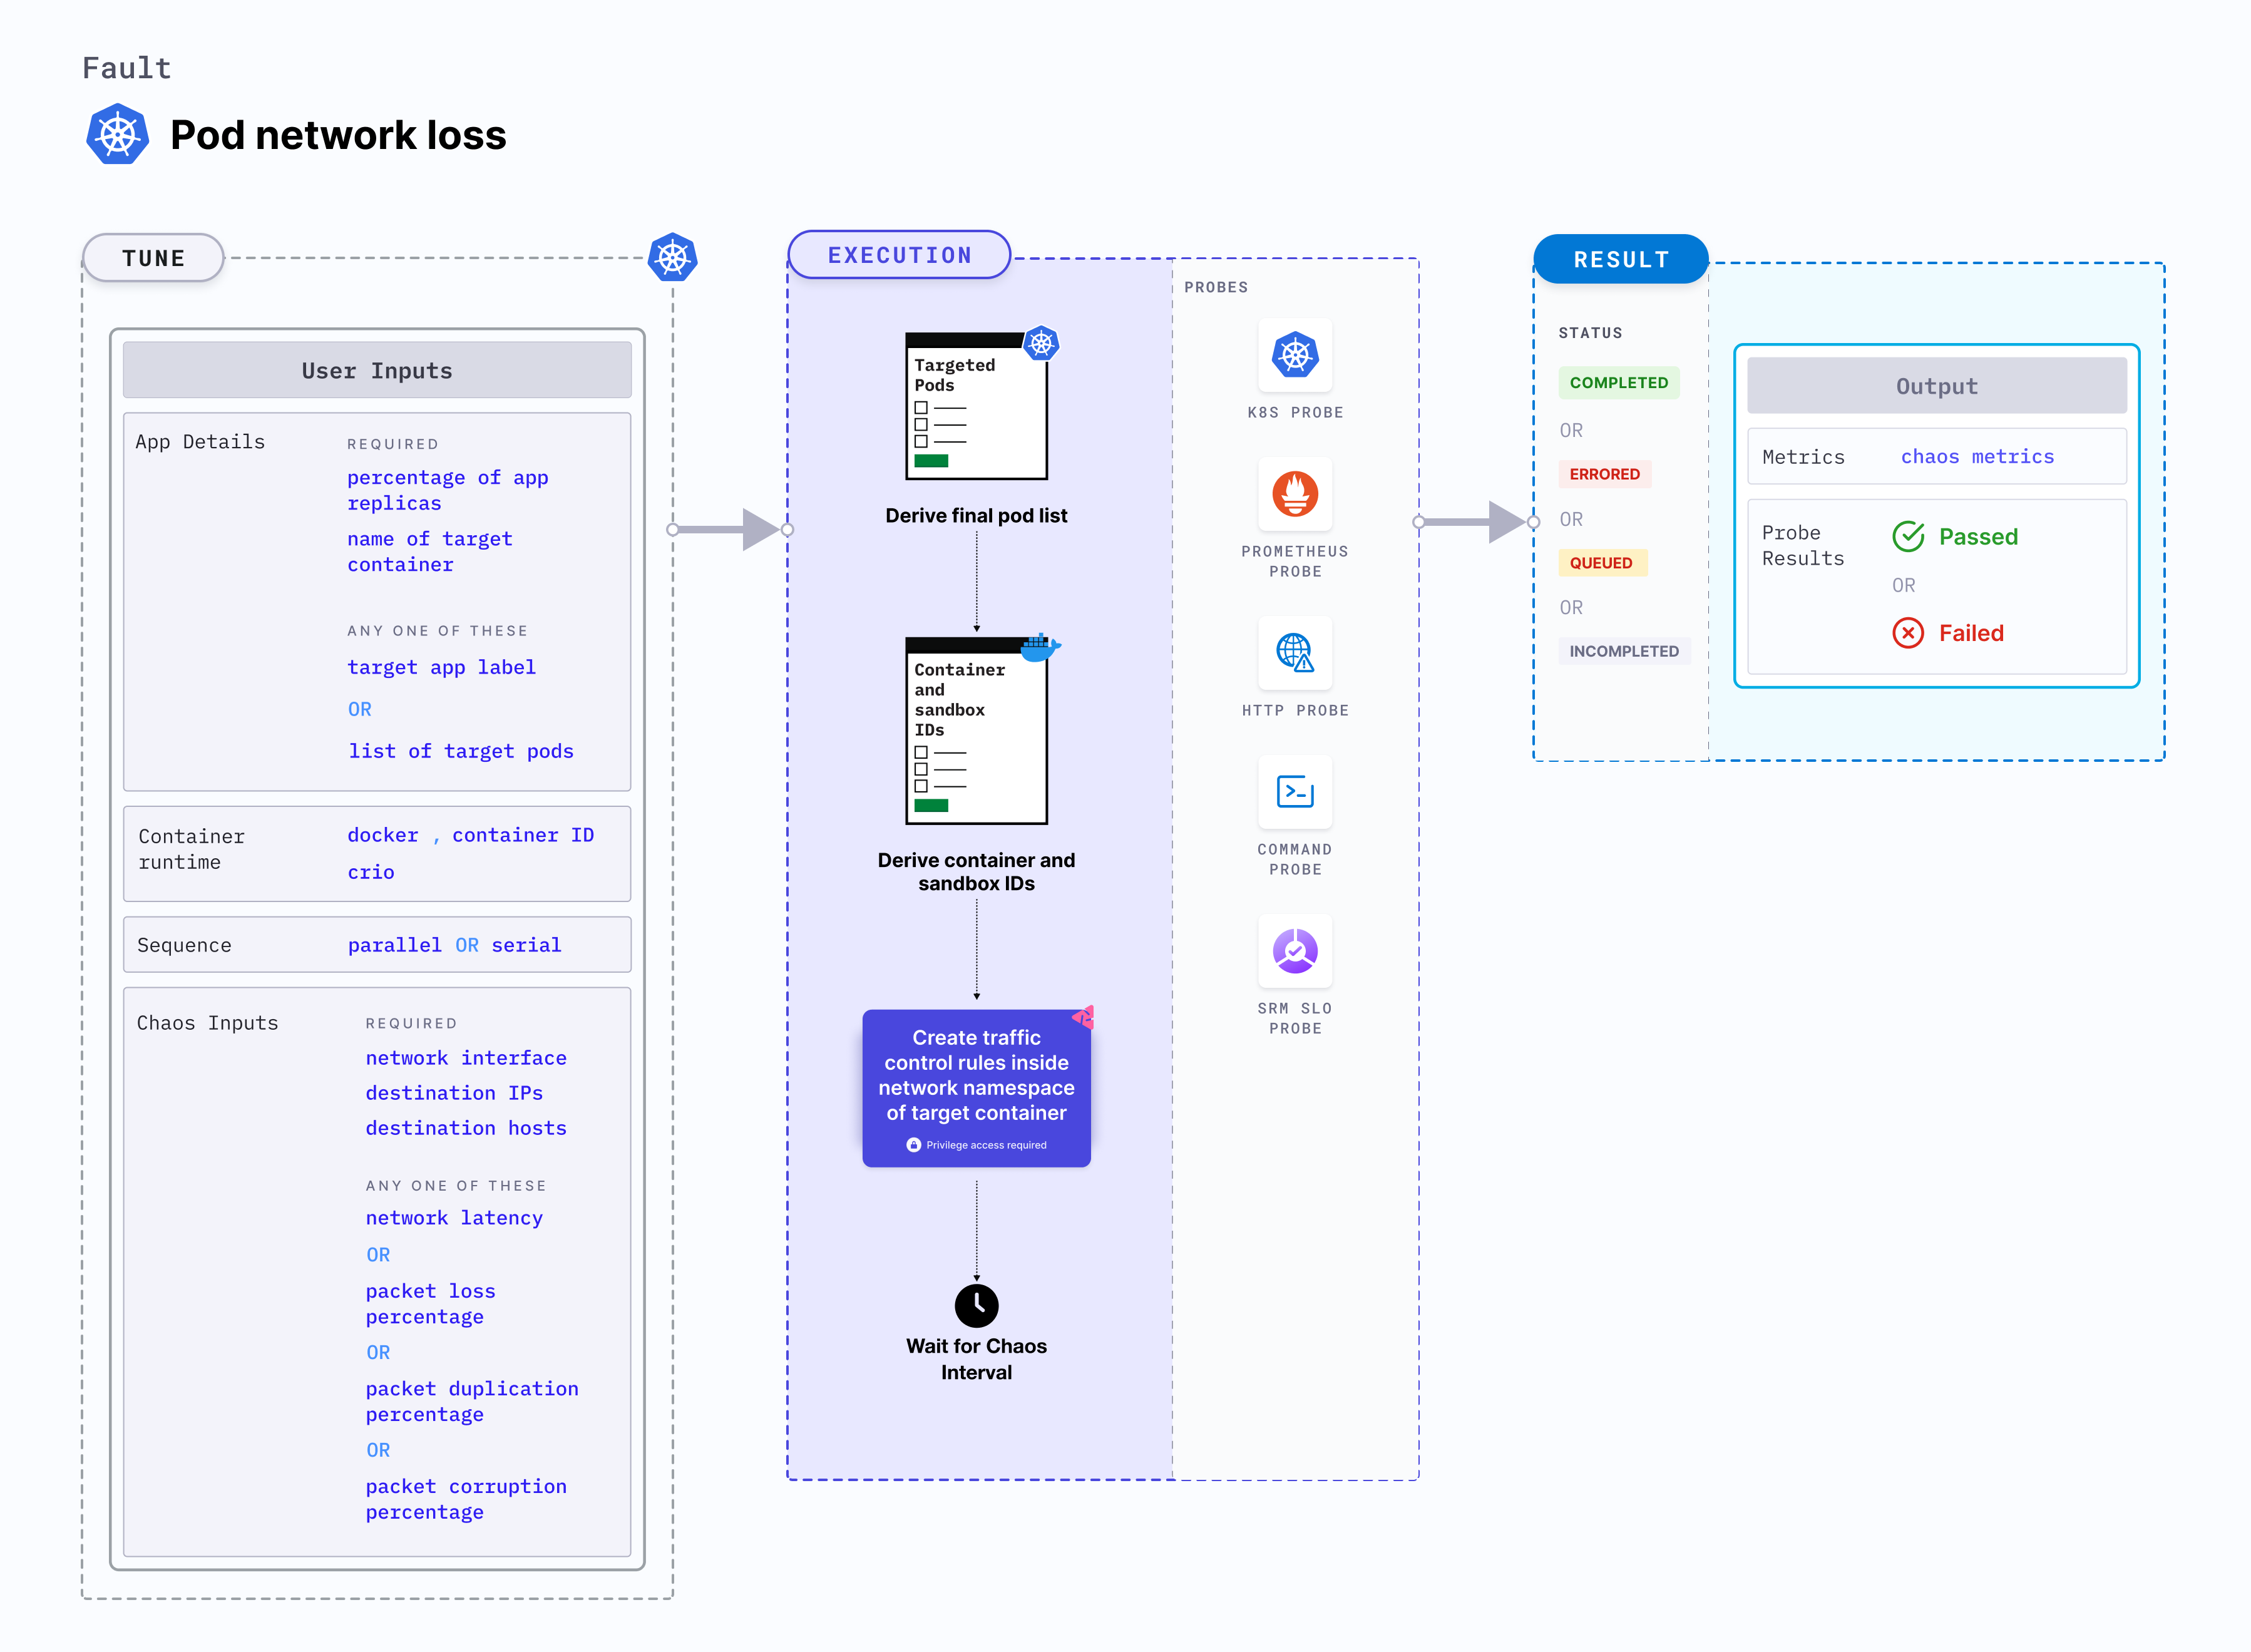 Fault
Pod network loss
TUNE
User Inputs
App Details
REQUIRED
percentage of app
replicas
name of target
container
ANY ONE OF THESE
target app label
OR
list of target pods
Container
runtime
docker , container ID
crio
Sequence
parallel OR serial
Chaos Inputs
REQUIRED
network interface
destination IPs
destination hosts
ANY ONE OF THESE
network latency
OR
packet loss
percentage
OR
packet duplication
percentage
OR
packet corruption
percentage
EXECUTION
Targeted
Pods
Derive final pod list
Container
and
sandbox
IDs
Derive container and
sandbox IDs
Create traffic
control rules inside
network namespace
of target container
Privilege access required
Wait for Chaos
Interval
PROBES
K8S PROBE
PROMETHEUS
PROBE
HTTP PROBE
COMMAND
PROBE
SRM SLO
PROBE
RESULT
STATUS
COMPLETED
OR
ERRORED
OR
QUEUED
OR
INCOMPLETED
Output
Metrics
chaos metrics
Probe
Results
Passed
OR
Failed